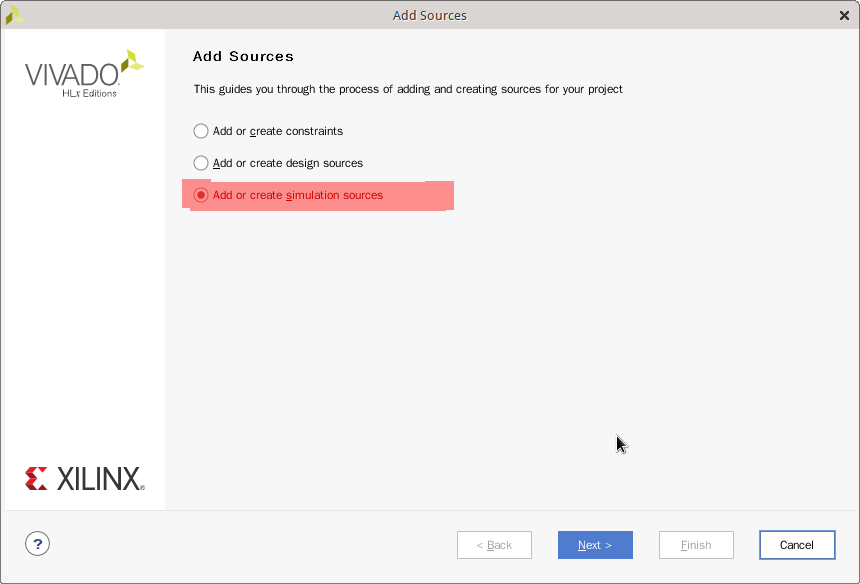 Add Sources
VIVADO
HLx Editions
Add Sources
This guides you through the process of adding and creating sources for your project
Add or create constraints
Add or create design sources
Add or create simulation sources
XILINX
?
< Back
Next >
Finish
Cancel